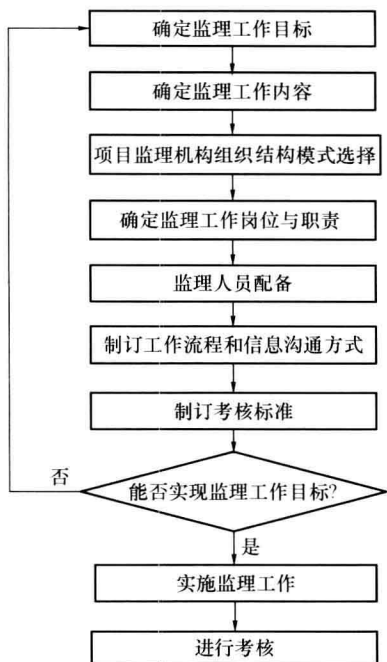 确定监理工作目标
确定监理工作内容
项目监理机构组织结构模式选择
确定监理工作岗位与职责
监理人员配备
制订工作流程和信息沟通方式
制订考核标准
否
能否实现监理工作目标?
是
实施监理工作
进行考核